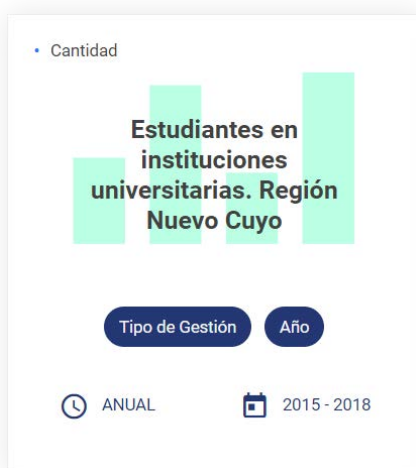 Cantidad
Estudiantes en
instituciones
universitarias. Región
Nuevo Cuyo
Tipo de Gestión Año
ANUAL 2015 - 2018